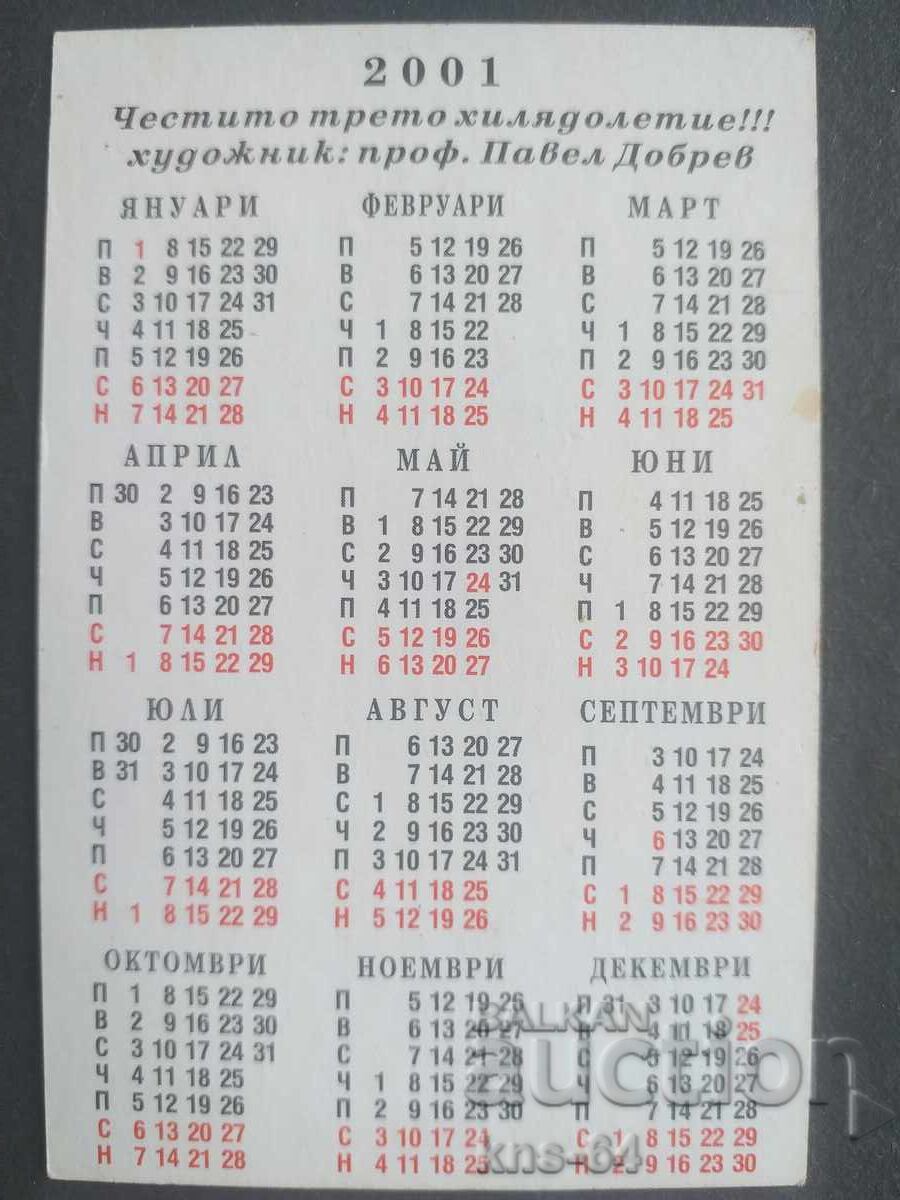 2001
Честито трето хилядолетие!!!
художник: проф. Павел Добрев
ЯНУАРИ ФЕВРУАРИ МАРТ
П 1 8 15 22 29 П 5 12 19 26 П 5 12 19 26
В 2 9 16 23 30 В 6 13 20 27 В 6 13 20 27
С 3 10 17 24 31 С 7 14 21 28 С 7 14 21 28
Ч 4 11 18 25 Ч 1 8 15 22 Ч 1 8 15 22 29
П 5 12 19 26 П 2 9 16 23 П 2 9 16 23 30
С 6 13 20 27 С 3 10 17 24 С 3 10 17 24 31
Н 7 14 21 28 Н 4 11 18 25 Н 4 11 18 25
АПРИЛ МАЙ ЮНИ
П 30 2 9 16 23 П 7 14 21 28 П 4 11 18 25
В 3 10 17 24 В 1 8 15 22 29 В 5 12 19 26
С 4 11 18 25 С 2 9 16 23 30 С 6 13 20 27
Ч 5 12 19 26 Ч 3 10 17 24 31 Ч 7 14 21 28
П 6 13 20 27 П 4 11 18 25 П 1 8 15 22 29
С 7 14 21 28 С 5 12 19 26 С 2 9 16 23 30
Н 1 8 15 22 29 Н 6 13 20 27 Н 3 10 17 24
ЮЛИ АВГУСТ СЕПТЕМВРИ
П 30 2 9 16 23 П 6 13 20 27 П 3 10 17 24
В 31 3 10 17 24 В 7 14 21 28 В 4 11 18 25
С 4 11 18 25 С 1 8 15 22 29 С 5 12 19 26
Ч 5 12 19 26 Ч 2 9 16 23 30 Ч 6 13 20 27
П 6 13 20 27 П 3 10 17 24 31 П 7 14 21 28
С 7 14 21 28 С 4 11 18 25 С 1 8 15 22 29
Н 1 8 15 22 29 Н 5 12 19 26 Н 2 9 16 23 30
ОКТОМВРИ НОЕМВРИ ДЕКЕМВРИ
П 1 8 15 22 29 П 5 12 19 26 П 31 3 10 17 24
В 2 9 16 23 30 В 6 13 20 27 В 4 11 18 25
С 3 10 17 24 31 С 7 14 21 28 С 5 12 19 26
Ч 4 11 18 25 Ч 1 8 15 22 29 Ч 6 13 20 27
П 5 12 19 26 П 2 9 16 23 30 П 7 14 21 28
С 6 13 20 27 С 3 10 17 24 С 1 8 15 22 29
Н 7 14 21 28 Н 4 11 18 25 Н 2 9 16 23 30
BALKAN
auction
kns-64